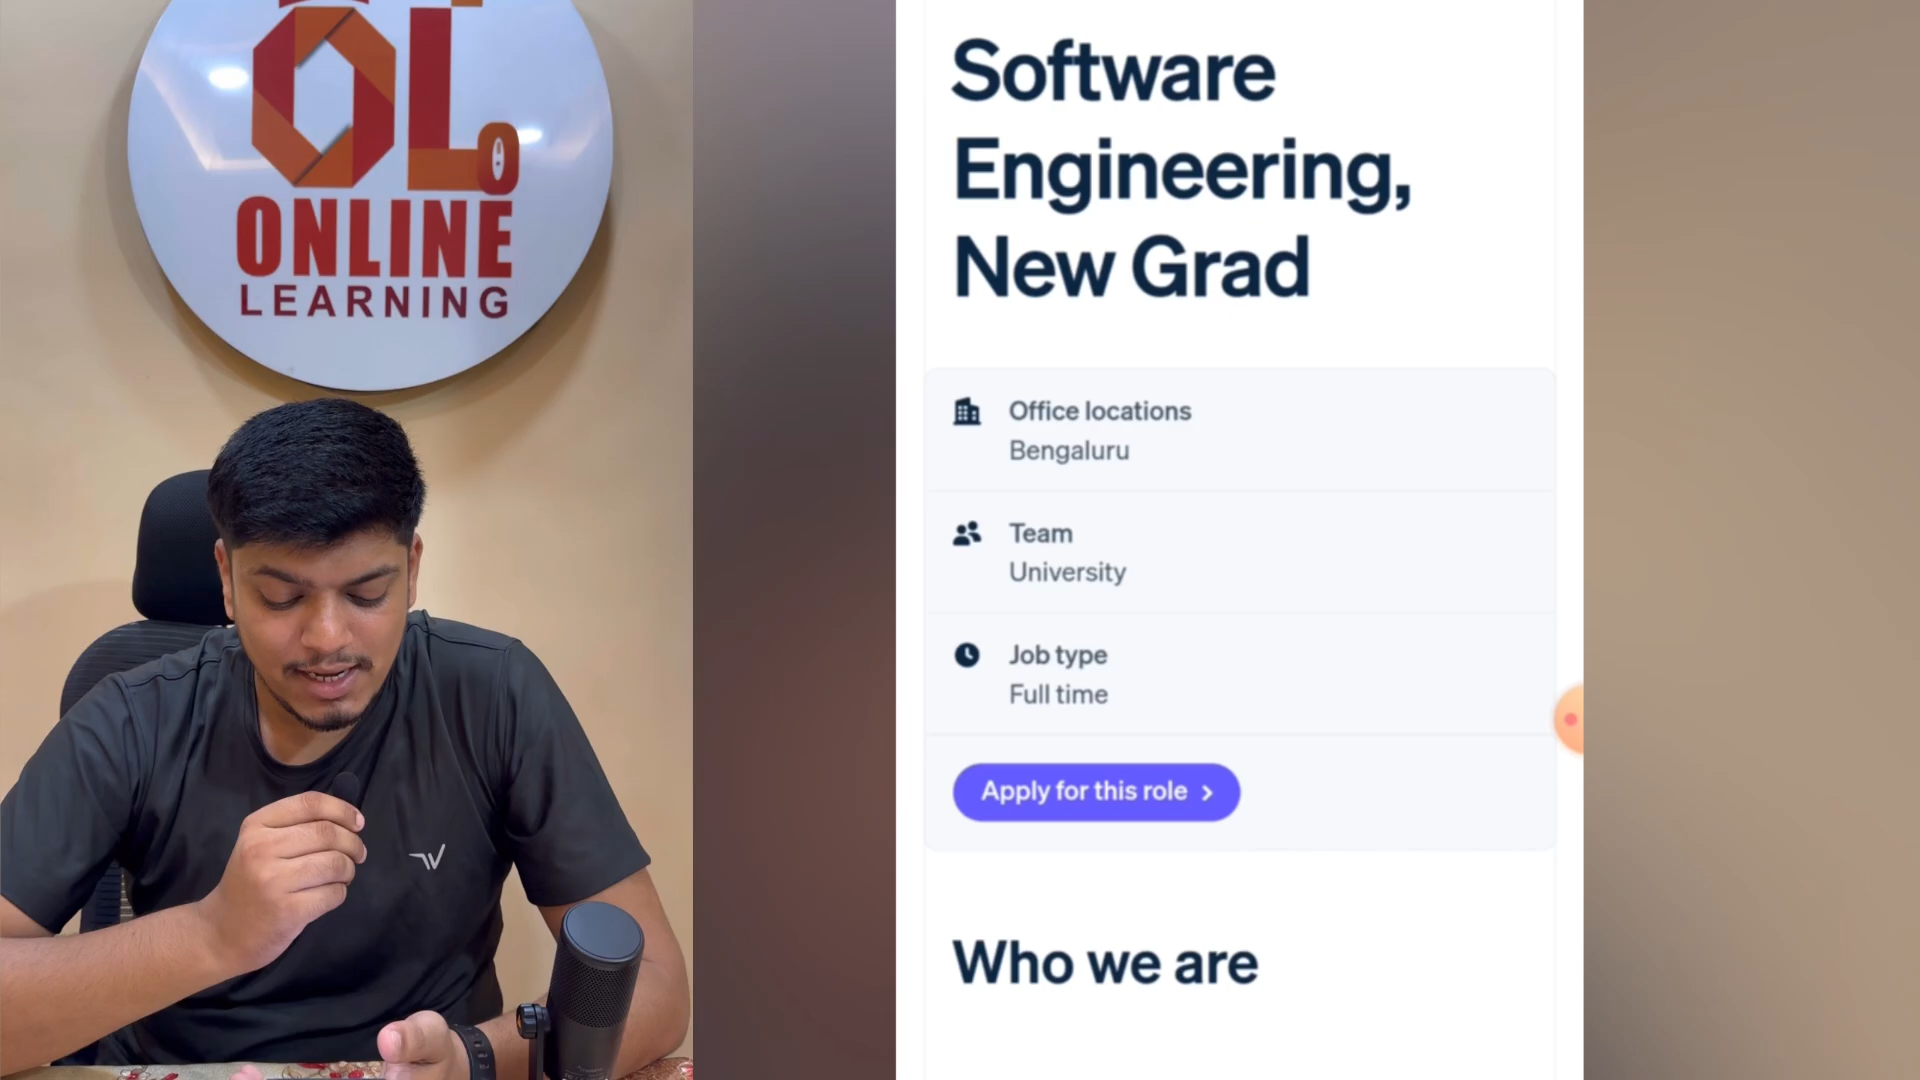 OL
ONLINE
LEARNING
Software
Engineering,
New Grad
Office locations
Bengaluru
Team
University
Job type
Full time
Apply for this role
Who we are